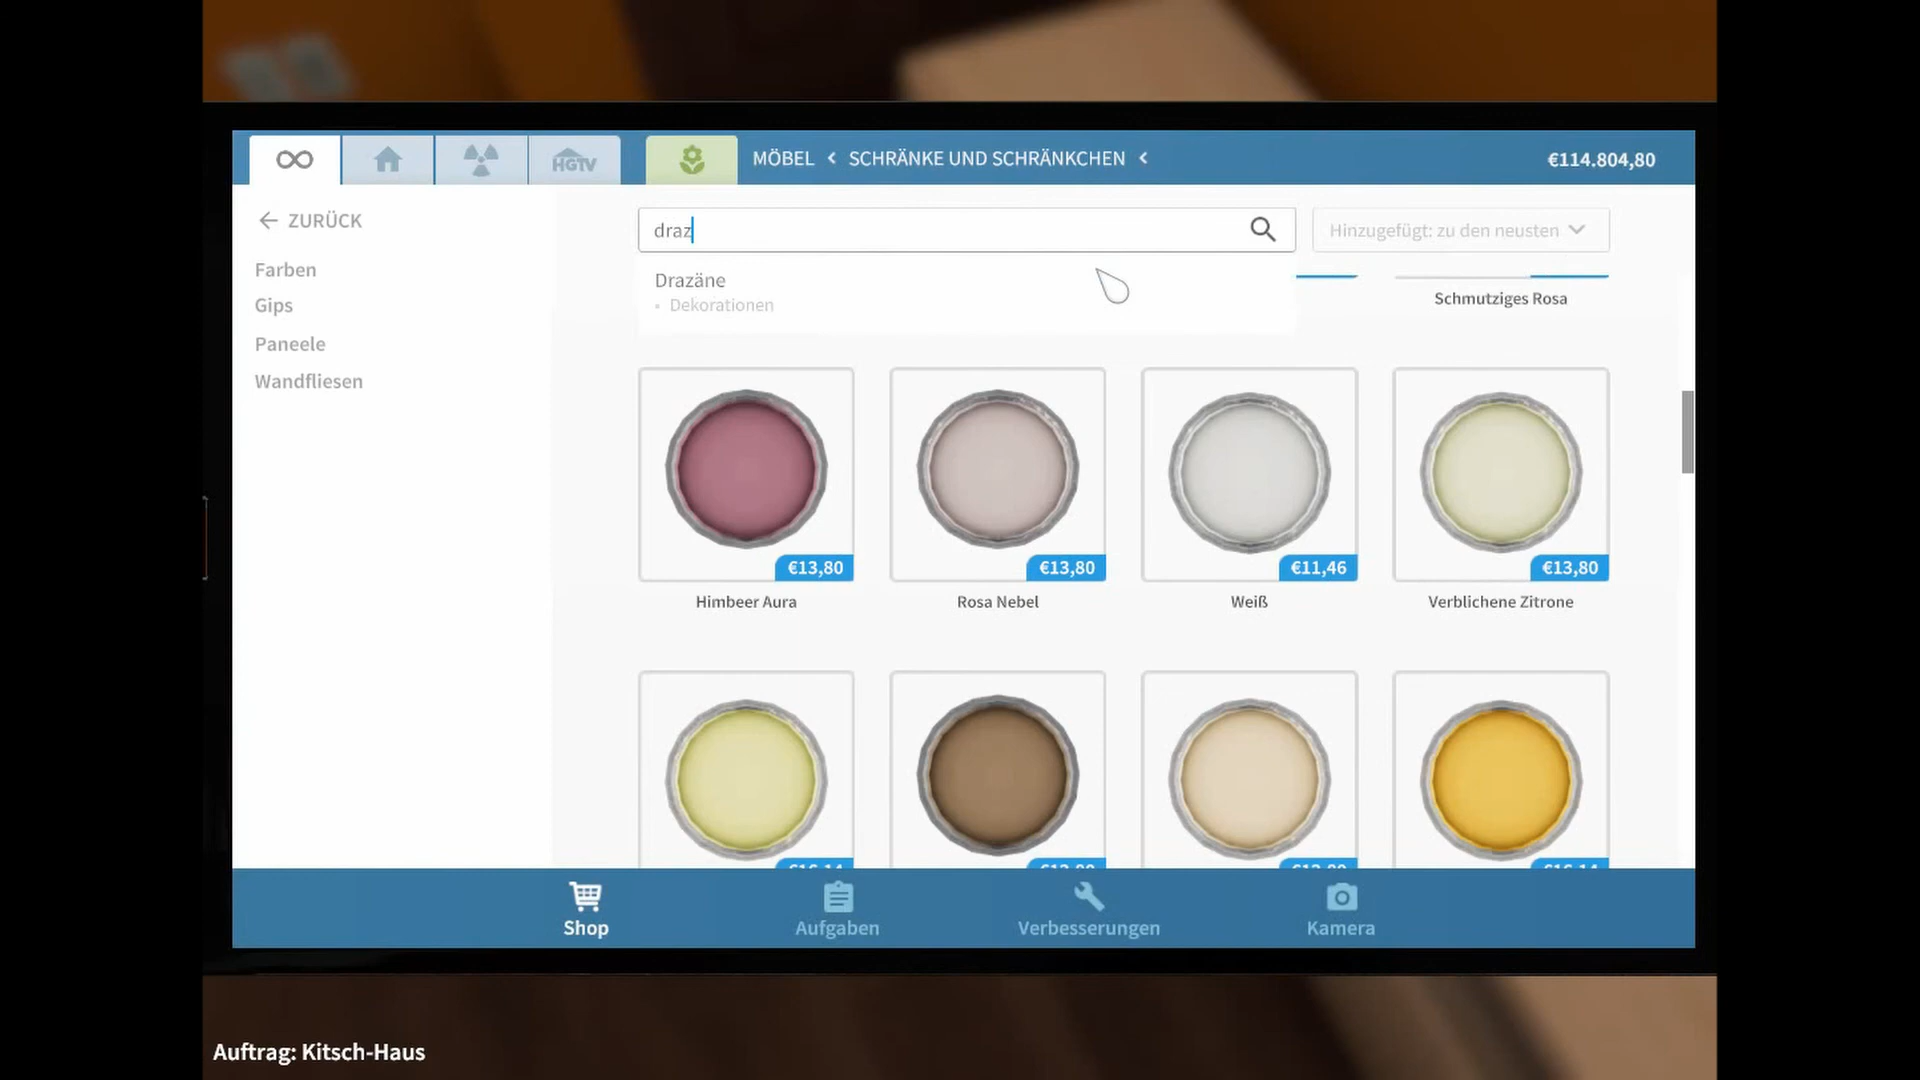 HGTV
MÖBEL < SCHRÄNKE UND SCHRÄNKCHEN <
€114.804,80
ZURÜCK
draz
Hinzugefügt: zu den neusten
Farben
Gips
Paneele
Wandfliesen
Drazäne
• Dekorationen
Schmutziges Rosa
€13,80
€13,80
€11,46
€13,80
Himbeer Aura
Rosa Nebel
Weiß
Verblichene Zitrone
Shop
Aufgaben
Verbesserungen
Kamera
Auftrag: Kitsch-Haus